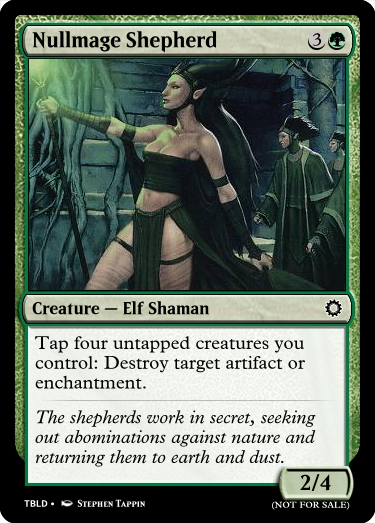 Nullmage Shepherd 3
Creature — Elf Shaman
Tap four untapped creatures you
control: Destroy target artifact or
enchantment.
The shepherds work in secret, seeking
out abominations against nature and
returning them to earth and dust.
2/4
TBLD • Stephen Tappin
(NOT FOR SALE)